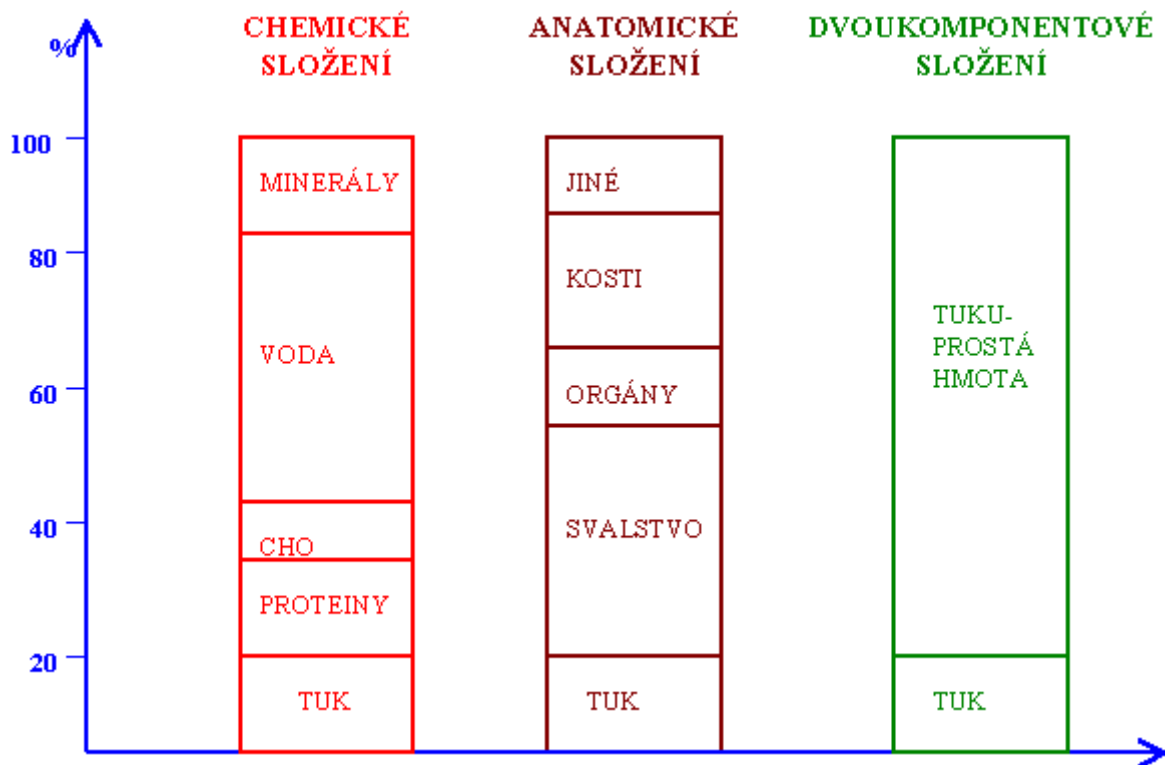 %
100
80
60
40
20
CHEMICKÉ
SLOŽENÍ
MINERÁLY
VODA
CHO
PROTEINY
TUK
ANATOMICKÉ
SLOŽENÍ
JINÉ
KOSTI
ORGÁNY
SVALSTVO
TUK
DVOUKOMPONENTOVÉ
SLOŽENÍ
TUKU-
PROSTÁ
HMOTA
TUK